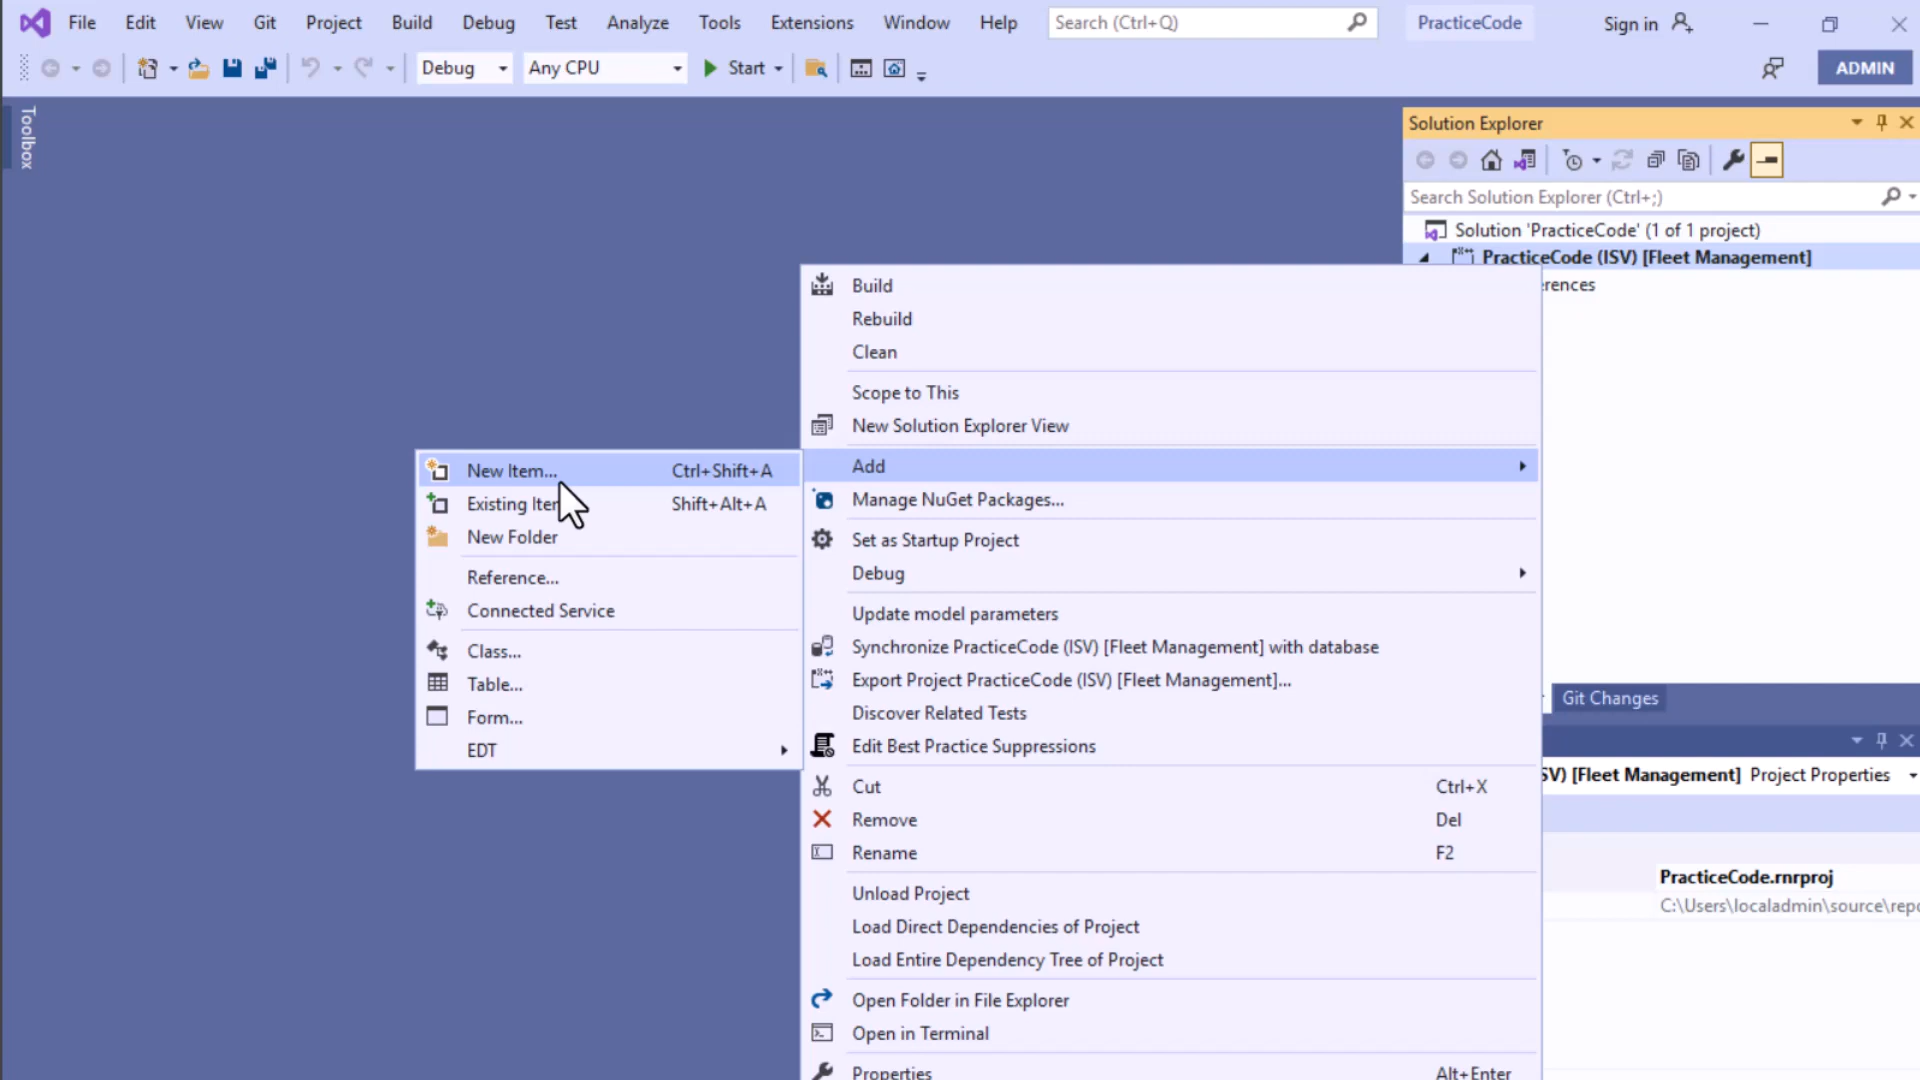 File Edit View Git Project Build Debug Test Analyze Tools Extensions Window Help Search (Ctrl+Q) PracticeCode Sign in
Debug Any CPU Start ADMIN
Toolbox
Solution Explorer
Search Solution Explorer (Ctrl+;)
Solution 'PracticeCode' (1 of 1 project)
PracticeCode (ISV) [Fleet Management]
erences
Build
Rebuild
Clean
Scope to This
New Solution Explorer View
Add
Manage NuGet Packages...
Set as Startup Project
Debug
Update model parameters
Synchronize PracticeCode (ISV) [Fleet Management] with database
Export Project PracticeCode (ISV) [Fleet Management]...
Discover Related Tests
Edit Best Practice Suppressions
Cut Ctrl+X
Remove Del
Rename F2
Unload Project
Load Direct Dependencies of Project
Load Entire Dependency Tree of Project
Open Folder in File Explorer
Open in Terminal
Properties Alt+Enter
New Item... Ctrl+Shift+A
Existing Iter Shift+Alt+A
New Folder
Reference...
Connected Service
Class...
Table...
Form...
EDT
Git Changes
SV) [Fleet Management] Project Properties
PracticeCode.rnrproj
C:\Users\localadmin\source\repo